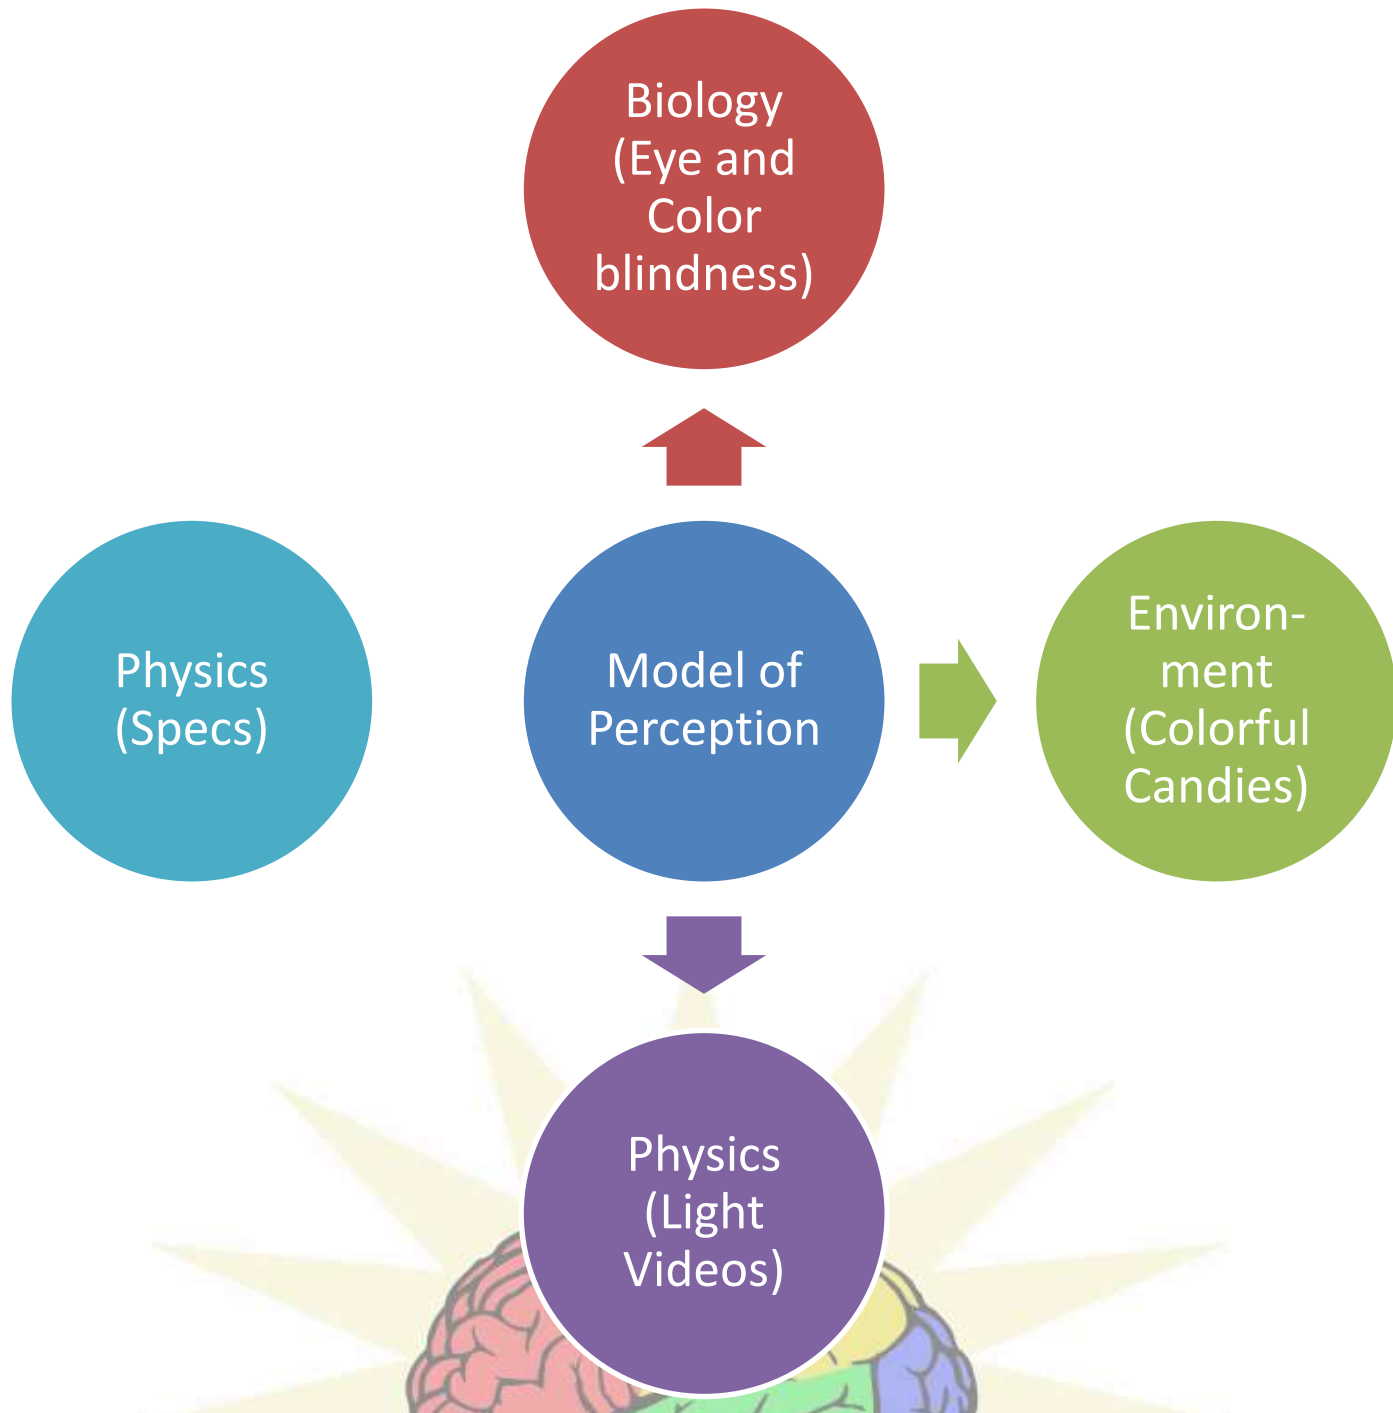 Biology
(Eye and
Color
blindness)
Physics
(Specs)
Model of
Perception
Environ-
ment
(Colorful
Candies)
Physics
(Light
Videos)